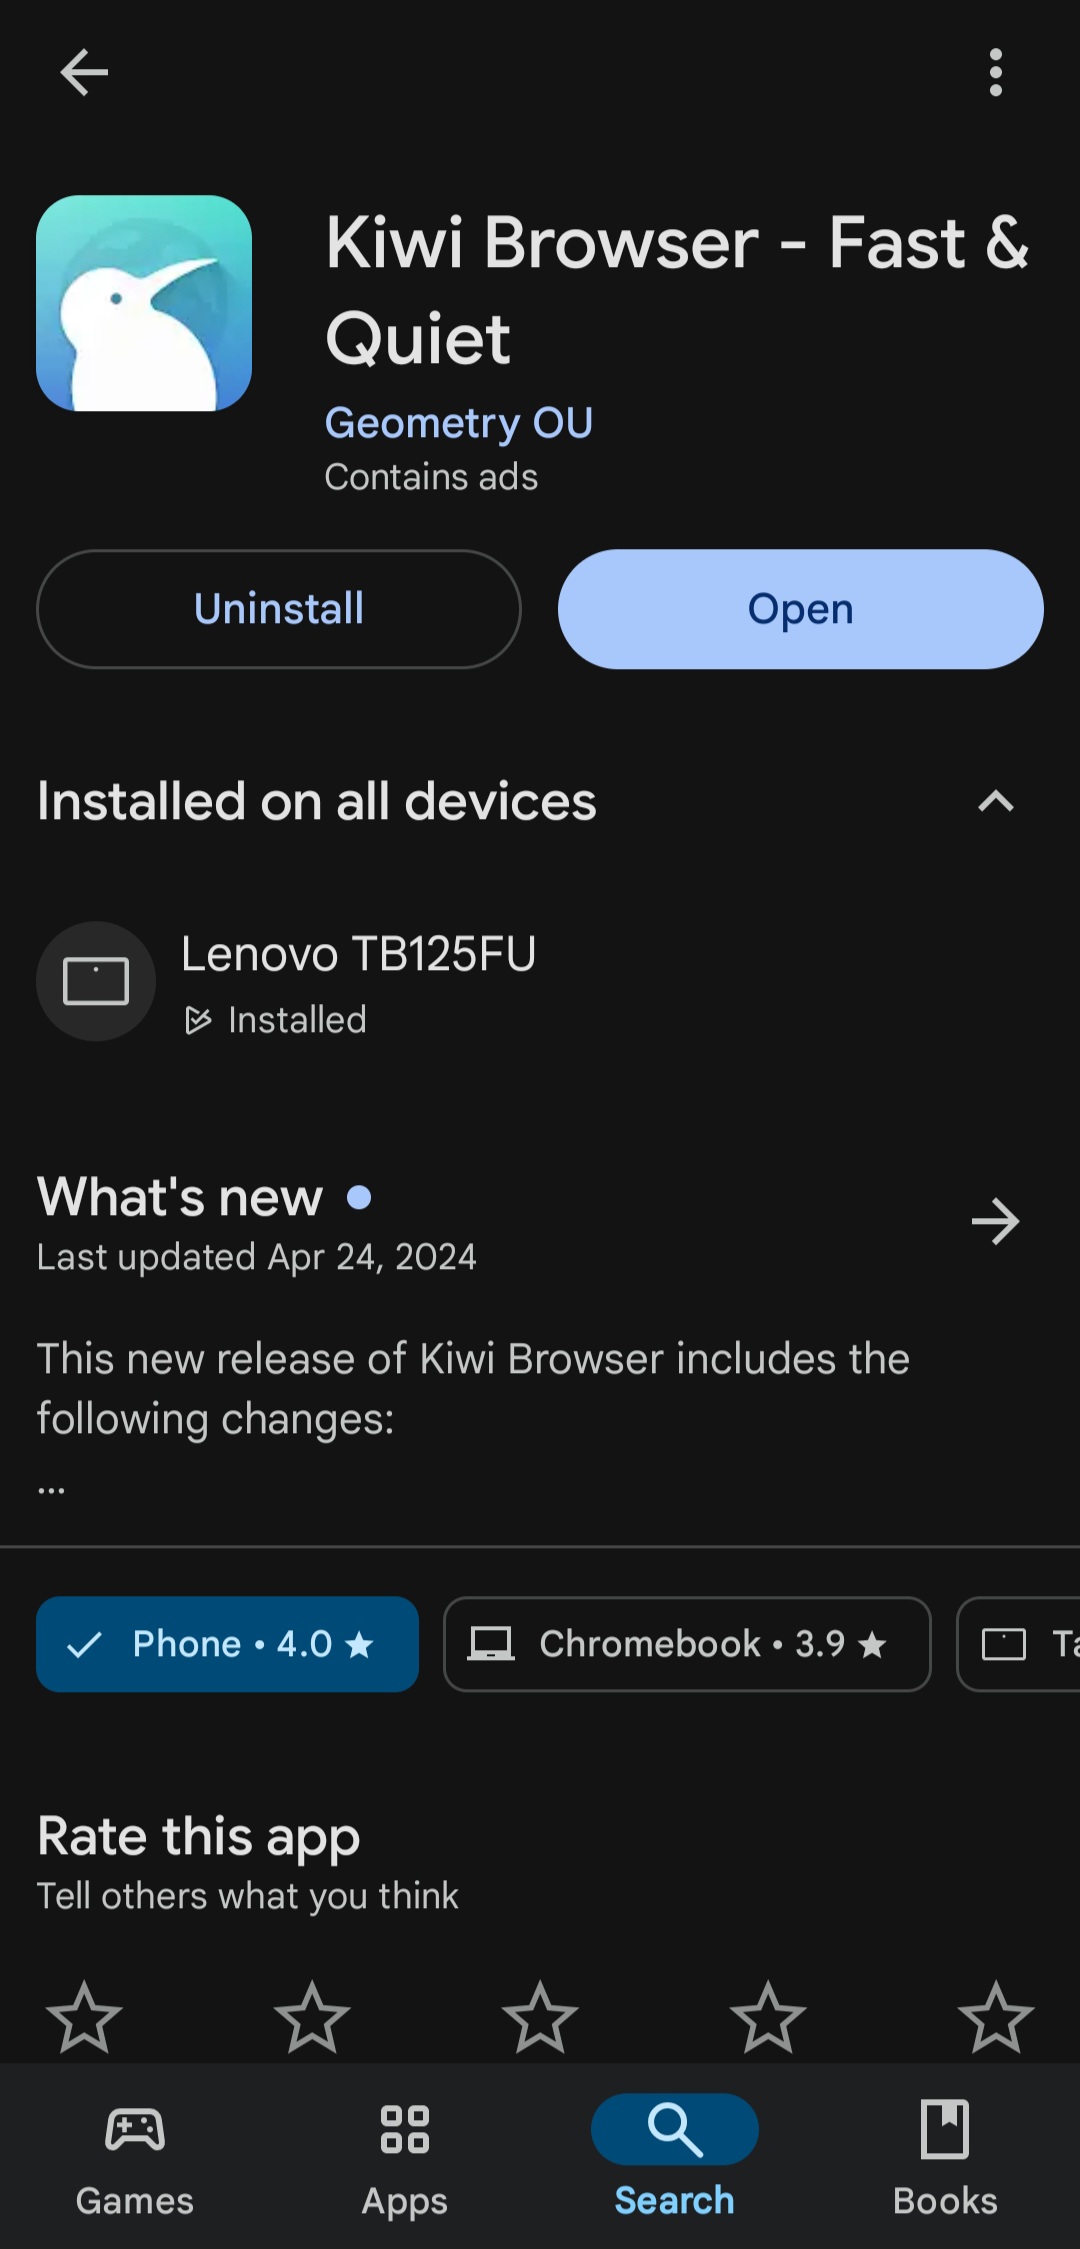 Kiwi Browser - Fast &
Quiet
Geometry OU
Contains ads
Uninstall
Open
Installed on all devices
Lenovo TB125FU
Installed
What's new
Last updated Apr 24, 2024
This new release of Kiwi Browser includes the
following changes:
...
Phone • 4.0 ★
Chromebook • 3.9 ★
Ta
Rate this app
Tell others what you think
Games
Apps
Search
Books